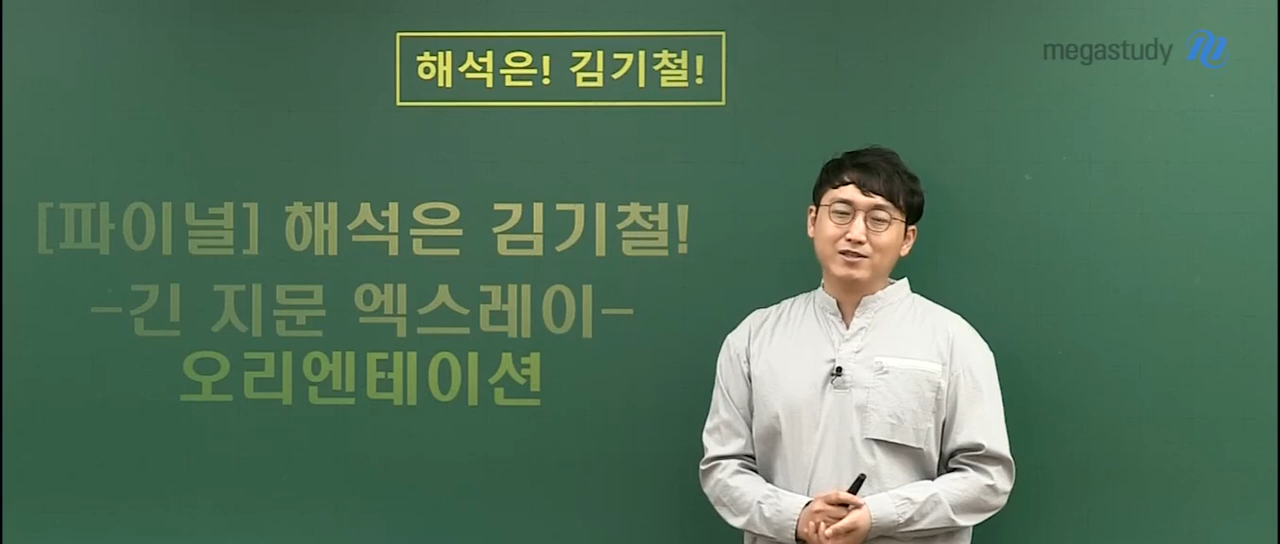 해석은! 김기철!
megastudy
[파이널] 해석은 김기철!
-긴 지문 엑스레이-
오리엔테이션